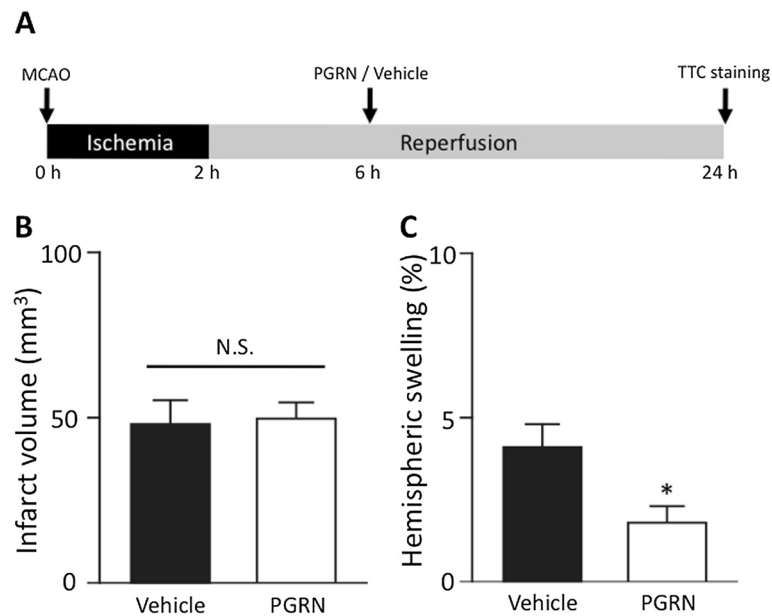 A
MCAO
PGRN / Vehicle
TTC staining
Ischemia
Reperfusion
0 h
2 h
6 h
24 h
B
Infarct volume (mm³)
100
50
0
N.S.
Vehicle
PGRN
C
Hemispheric swelling (%)
10
5
0
*
Vehicle
PGRN